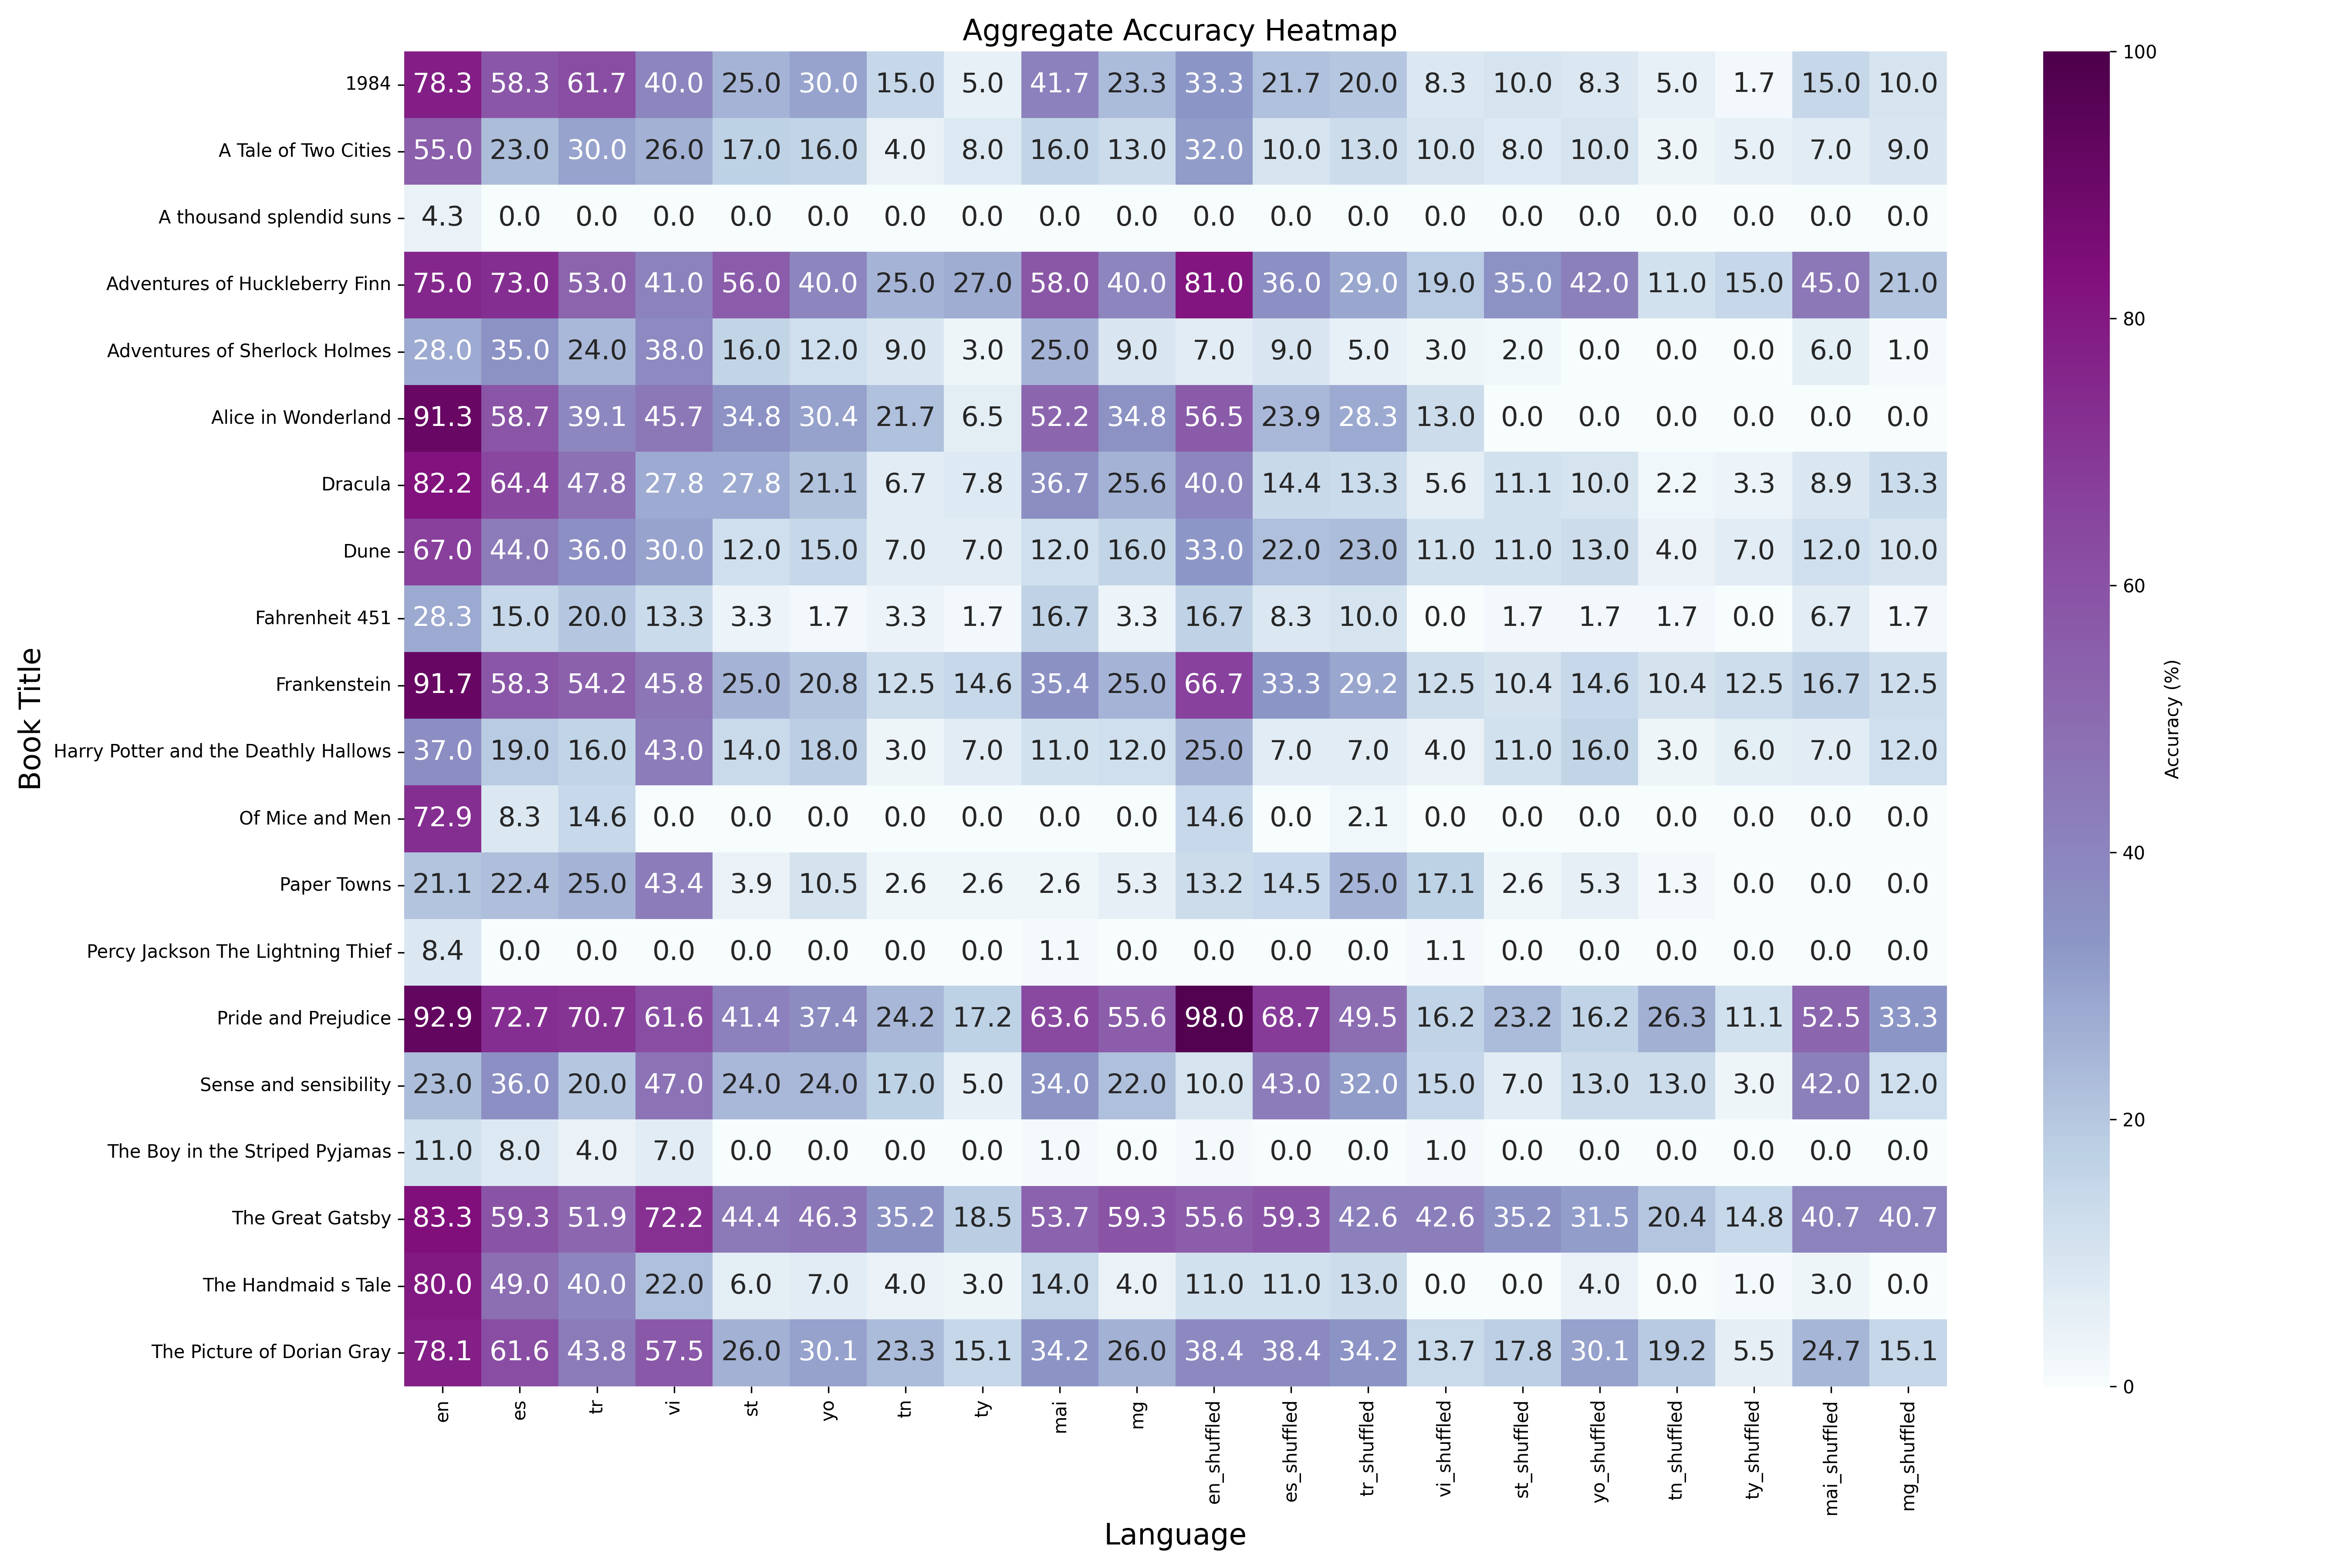 Aggregate Accuracy Heatmap
1984 78.3 58.3 61.7 40.0 25.0 30.0 15.0 5.0 41.7 23.3 33.3 21.7 20.0 8.3 10.0 8.3 5.0 1.7 15.0 10.0
A Tale of Two Cities 55.0 23.0 30.0 26.0 17.0 16.0 4.0 8.0 16.0 13.0 32.0 10.0 13.0 10.0 8.0 10.0 3.0 5.0 7.0 9.0
A thousand splendid suns 4.3 0.0 0.0 0.0 0.0 0.0 0.0 0.0 0.0 0.0 0.0 0.0 0.0 0.0 0.0 0.0 0.0 0.0 0.0 0.0
Adventures of Huckleberry Finn 75.0 73.0 53.0 41.0 56.0 40.0 25.0 27.0 58.0 40.0 81.0 36.0 29.0 19.0 35.0 42.0 11.0 15.0 45.0 21.0
Adventures of Sherlock Holmes 28.0 35.0 24.0 38.0 16.0 12.0 9.0 3.0 25.0 9.0 7.0 9.0 5.0 3.0 2.0 0.0 0.0 0.0 6.0 1.0
Alice in Wonderland 91.3 58.7 39.1 45.7 34.8 30.4 21.7 6.5 52.2 34.8 56.5 23.9 28.3 13.0 0.0 0.0 0.0 0.0 0.0 0.0
Dracula 82.2 64.4 47.8 27.8 27.8 21.1 6.7 7.8 36.7 25.6 40.0 14.4 13.3 5.6 11.1 10.0 2.2 3.3 8.9 13.3
Dune 67.0 44.0 36.0 30.0 12.0 15.0 7.0 7.0 12.0 16.0 33.0 22.0 23.0 11.0 11.0 13.0 4.0 7.0 12.0 10.0
Fahrenheit 451 28.3 15.0 20.0 13.3 3.3 1.7 3.3 1.7 16.7 3.3 16.7 8.3 10.0 0.0 1.7 1.7 1.7 0.0 6.7 1.7
Frankenstein 91.7 58.3 54.2 45.8 25.0 20.8 12.5 14.6 35.4 25.0 66.7 33.3 29.2 12.5 10.4 14.6 10.4 12.5 16.7 12.5
Harry Potter and the Deathly Hallows 37.0 19.0 16.0 43.0 14.0 18.0 3.0 7.0 11.0 12.0 25.0 7.0 7.0 4.0 11.0 16.0 3.0 6.0 7.0 12.0
Of Mice and Men 72.9 8.3 14.6 0.0 0.0 0.0 0.0 0.0 0.0 0.0 14.6 0.0 2.1 0.0 0.0 0.0 0.0 0.0 0.0 0.0
Paper Towns 21.1 22.4 25.0 43.4 3.9 10.5 2.6 2.6 2.6 5.3 13.2 14.5 25.0 17.1 2.6 5.3 1.3 0.0 0.0 0.0
Percy Jackson The Lightning Thief 8.4 0.0 0.0 0.0 0.0 0.0 0.0 0.0 1.1 0.0 0.0 0.0 0.0 1.1 0.0 0.0 0.0 0.0 0.0 0.0
Pride and Prejudice 92.9 72.7 70.7 61.6 41.4 37.4 24.2 17.2 63.6 55.6 98.0 68.7 49.5 16.2 23.2 16.2 26.3 11.1 52.5 33.3
Sense and sensibility 23.0 36.0 20.0 47.0 24.0 24.0 17.0 5.0 34.0 22.0 10.0 43.0 32.0 15.0 7.0 13.0 13.0 3.0 42.0 12.0
The Boy in the Striped Pyjamas 11.0 8.0 4.0 7.0 0.0 0.0 0.0 0.0 1.0 0.0 1.0 0.0 0.0 1.0 0.0 0.0 0.0 0.0 0.0 0.0
The Great Gatsby 83.3 59.3 51.9 72.2 44.4 46.3 35.2 18.5 53.7 59.3 55.6 59.3 42.6 42.6 35.2 31.5 20.4 14.8 40.7 40.7
The Handmaid s Tale 80.0 49.0 40.0 22.0 6.0 7.0 4.0 3.0 14.0 4.0 11.0 11.0 13.0 0.0 0.0 4.0 0.0 1.0 3.0 0.0
The Picture of Dorian Gray 78.1 61.6 43.8 57.5 26.0 30.1 23.3 15.1 34.2 26.0 38.4 38.4 34.2 13.7 17.8 30.1 19.2 5.5 24.7 15.1
en es tr vi st yo tn ty mai mg en_shuffled es_shuffled tr_shuffled vi_shuffled st_shuffled yo_shuffled tn_shuffled ty_shuffled mai_shuffled mg_shuffled
Language
Book Title
100
80
60
40
20
0
Accuracy (%)